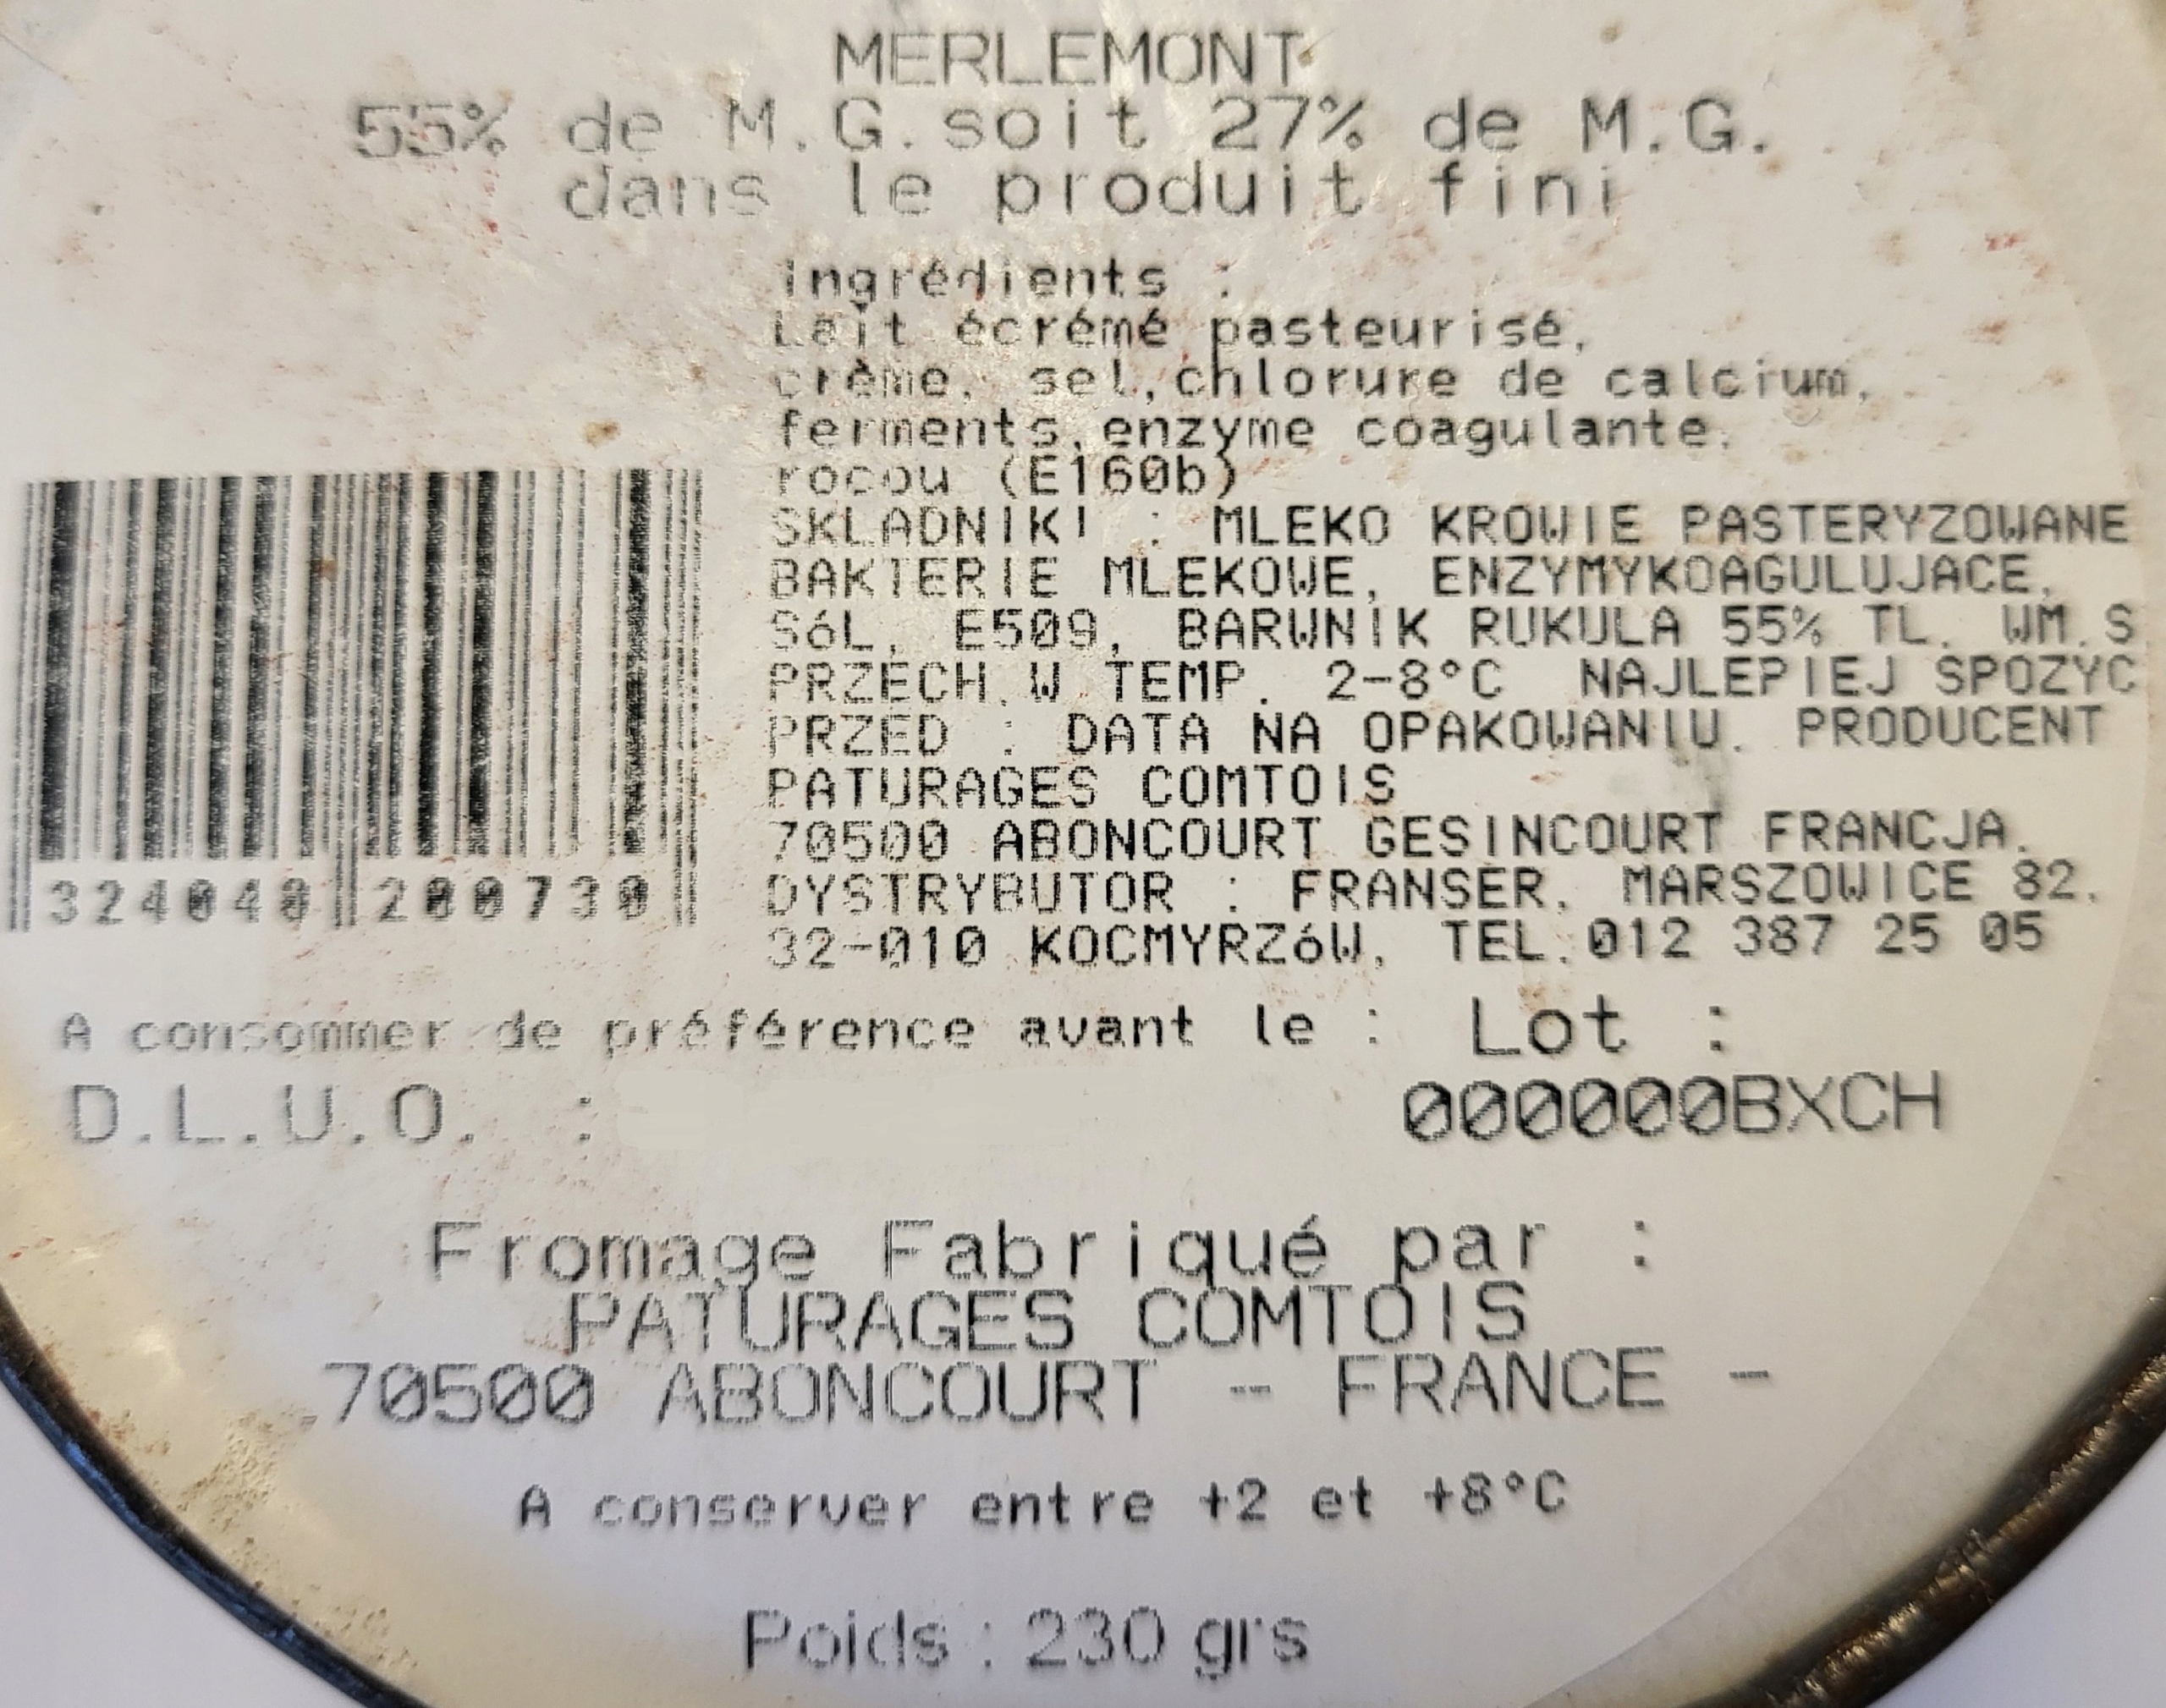 MERLEMONT
55% de M.G.soit 27% de M.G.
dans le produit fini
Ingrédients :
Lait écrémé pasteurisé,
crème, sel,chlorure de calcium,
ferments,enzyme coagulante,
rocou (E160b)
SKLADNIKI : MLEKO KROWIE PASTERYZOWANE
BAKTERIE MLEKOWE, ENZYMYKOAGULUJACE,
SóL, E509, BARWNIK RUKULA 55% TL. WM.S.
PRZECH.W TEMP. 2-8°C NAJLEPIEJ SPOZYC
PRZED : DATA NA OPAKOWANIU. PRODUCENT
PATURAGES COMTOIS
70500 ABONCOURT GESINCOURT FRANCJA.
DYSTRYBUTOR : FRANSER, MARSZOWICE 82,
32-010 KOCMYRZóW, TEL.012 387 25 05
324048 200730
A consommer de préférence avant le : Lot :
D.L.U.O. : 000000BXCH
Fromage Fabriqué par :
PATURAGES COMTOIS
70500 ABONCOURT - FRANCE -
A conserver entre +2 et +8°C
Poids : 230 grs